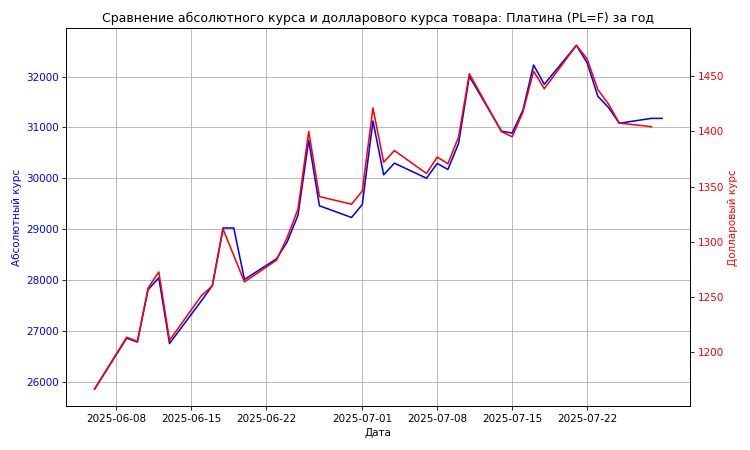 Сравнение абсолютного курса и долларового курса товара: Платина (PL=F) за год
Абсолютный курс
32000
31000
30000
29000
28000
27000
26000
1450
1400
1350
1300
1250
1200
Долларовый курс
2025-06-08 2025-06-15 2025-06-22 2025-07-01 2025-07-08 2025-07-15 2025-07-22
Дата